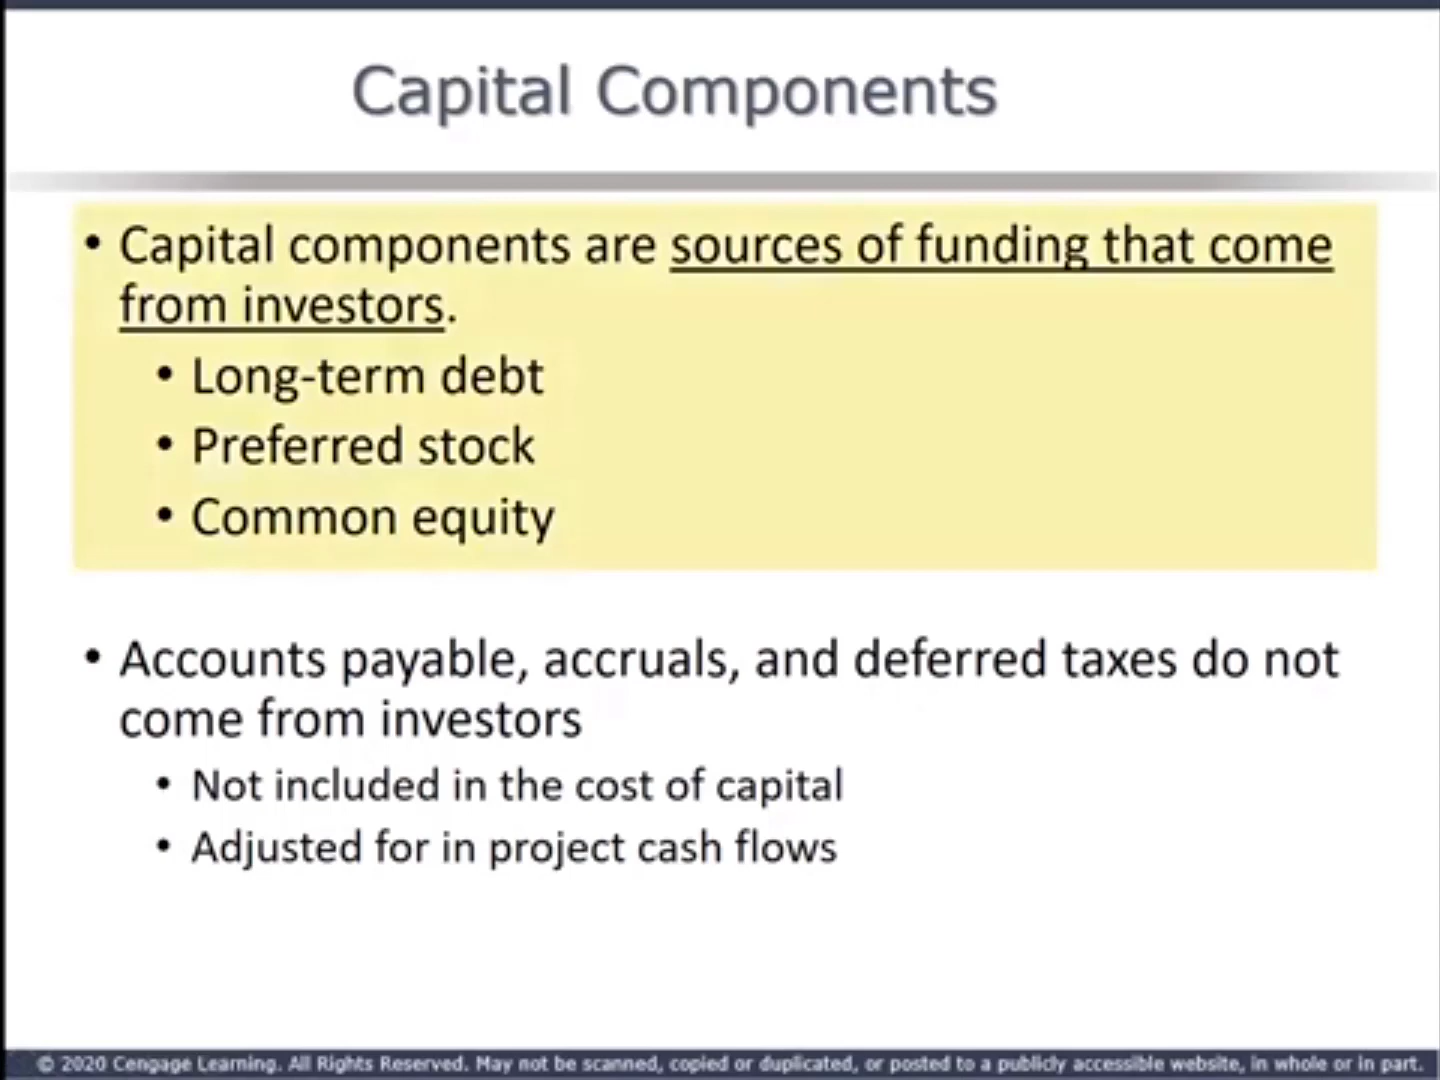 Capital Components
• Capital components are sources of funding that come
from investors.
• Long-term debt
• Preferred stock
• Common equity
• Accounts payable, accruals, and deferred taxes do not
come from investors
• Not included in the cost of capital
• Adjusted for in project cash flows
© 2020 Cengage Learning. All Rights Reserved. May not be scanned, copied or duplicated, or posted to a publicly accessible website, in whole or in part.